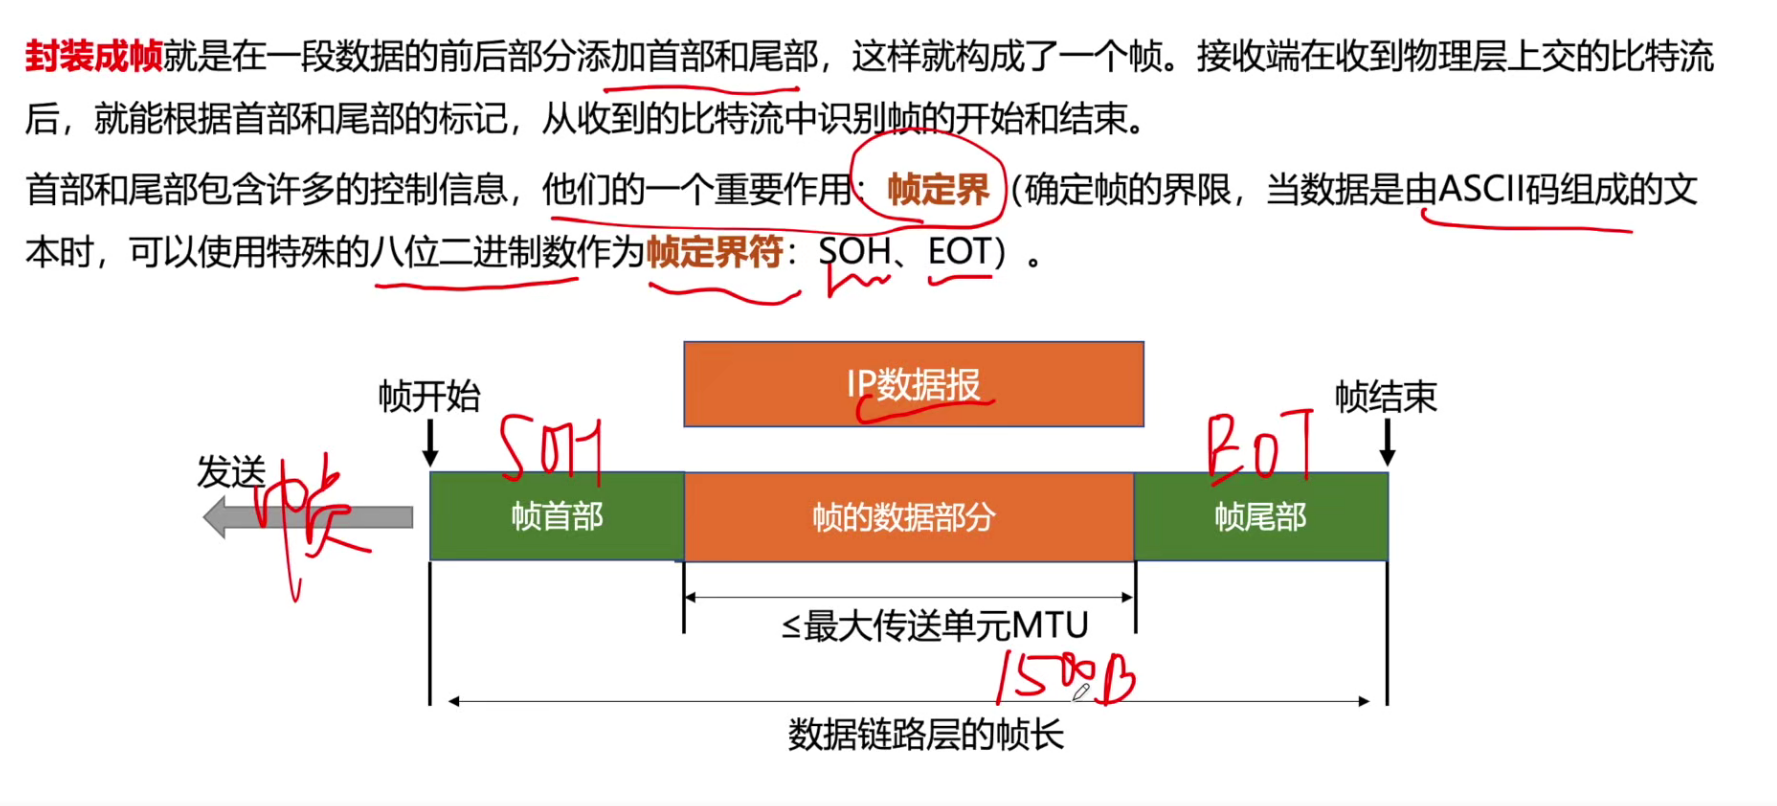 封装成帧就是在一段数据的前后部分添加首部和尾部，这样就构成了一个帧。接收端在收到物理层上交的比特流
后，就能根据首部和尾部的标记，从收到的比特流中识别帧的开始和结束。
首部和尾部包含许多的控制信息，他们的一个重要作用：帧定界（确定帧的界限，当数据是由ASCII码组成的文
本时，可以使用特殊的八位二进制数作为帧定界符：SOH、EOT）。
IP数据报
帧开始
帧结束
SOH
EOT
发送
帧
帧首部
帧的数据部分
帧尾部
≤最大传送单元MTU
1500B
数据链路层的帧长